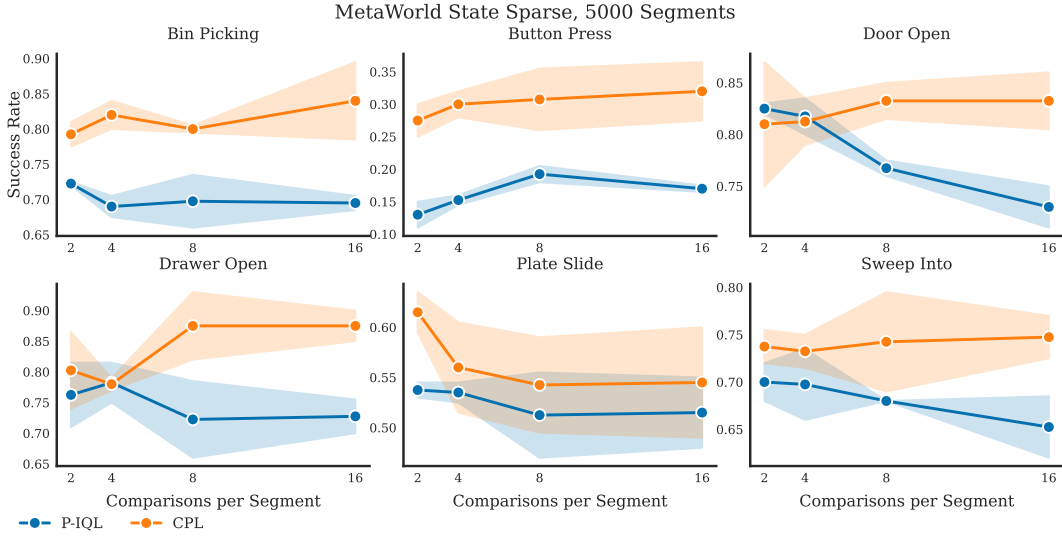 MetaWorld State Sparse, 5000 Segments
Bin Picking Button Press Door Open
Success Rate
0.90
0.85
0.80
0.75
0.70
0.65
2 4 8 16
0.35
0.30
0.25
0.20
0.15
0.10
2 4 8 16
0.85
0.80
0.75
2 4 8 16
Drawer Open Plate Slide Sweep Into
0.90
0.85
0.80
0.75
0.70
0.65
2 4 8 16
0.60
0.55
0.50
2 4 8 16
0.80
0.75
0.70
0.65
2 4 8 16
Comparisons per Segment Comparisons per Segment Comparisons per Segment
P-IQL CPL